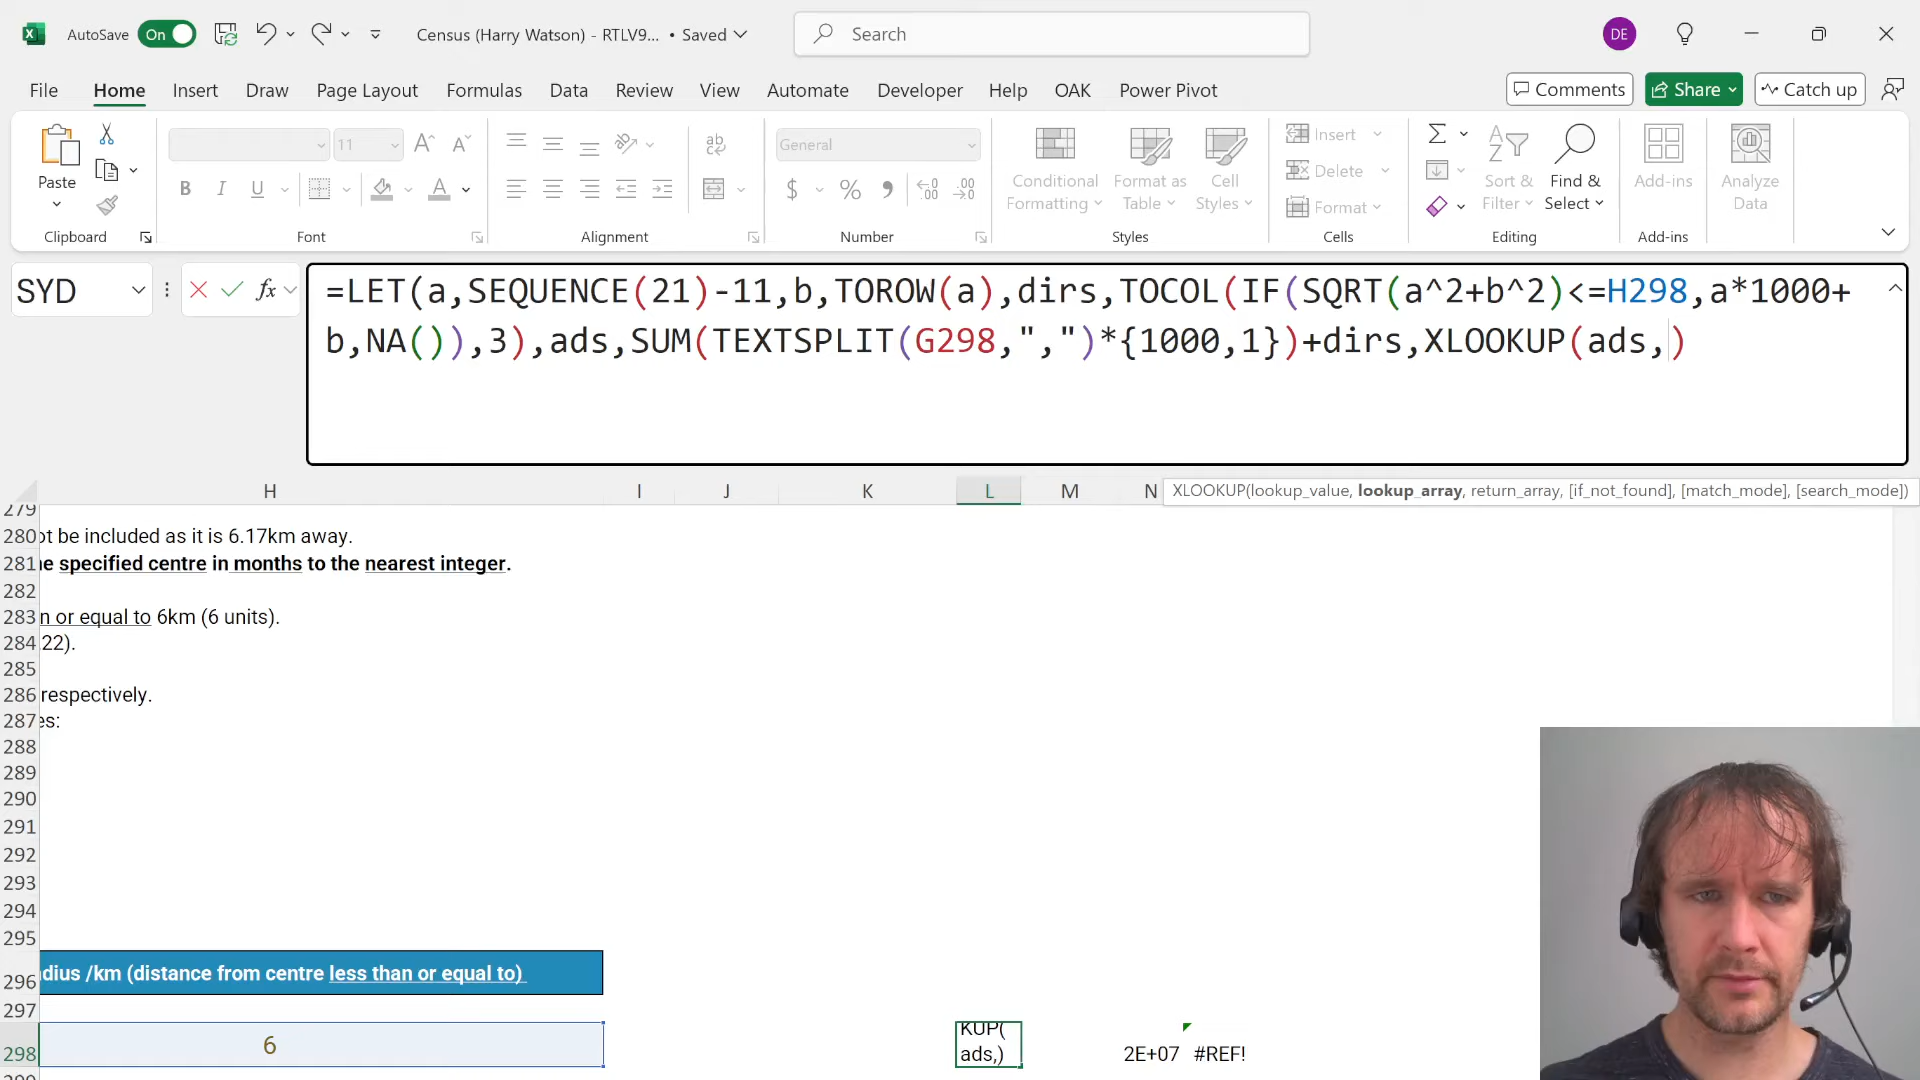 AutoSave On Census (Harry Watson) - RTLV9... • Saved Search DE
File Home Insert Draw Page Layout Formulas Data Review View Automate Developer Help OAK Power Pivot Comments Share Catch up
Paste 11 General Conditional Formatting Format as Table Cell Styles Insert Delete Format Sort & Filter Find & Select Add-ins Analyze Data
Clipboard Font Alignment Number Styles Cells Editing Add-ins
SYD fx =LET(a,SEQUENCE(21)-11,b,TOROW(a),dirs,TOCOL(IF(SQRT(a^2+b^2)<=H298,a*1000+
b,NA()),3),ads,SUM(TEXTSPLIT(G298,",")*{1000,1})+dirs,XLOOKUP(ads,)
H I J K L M N XLOOKUP(lookup_value, lookup_array, return_array, [if_not_found], [match_mode], [search_mode])
279
280 ot be included as it is 6.17km away.
281 e specified centre in months to the nearest integer.
282
283 n or equal to 6km (6 units).
284 22).
285
286 respectively.
287 es:
288
289
290
291
292
293
294
295
296 dius /km (distance from centre less than or equal to)
297
298 6 KUP( ads,) 2E+07 #REF!